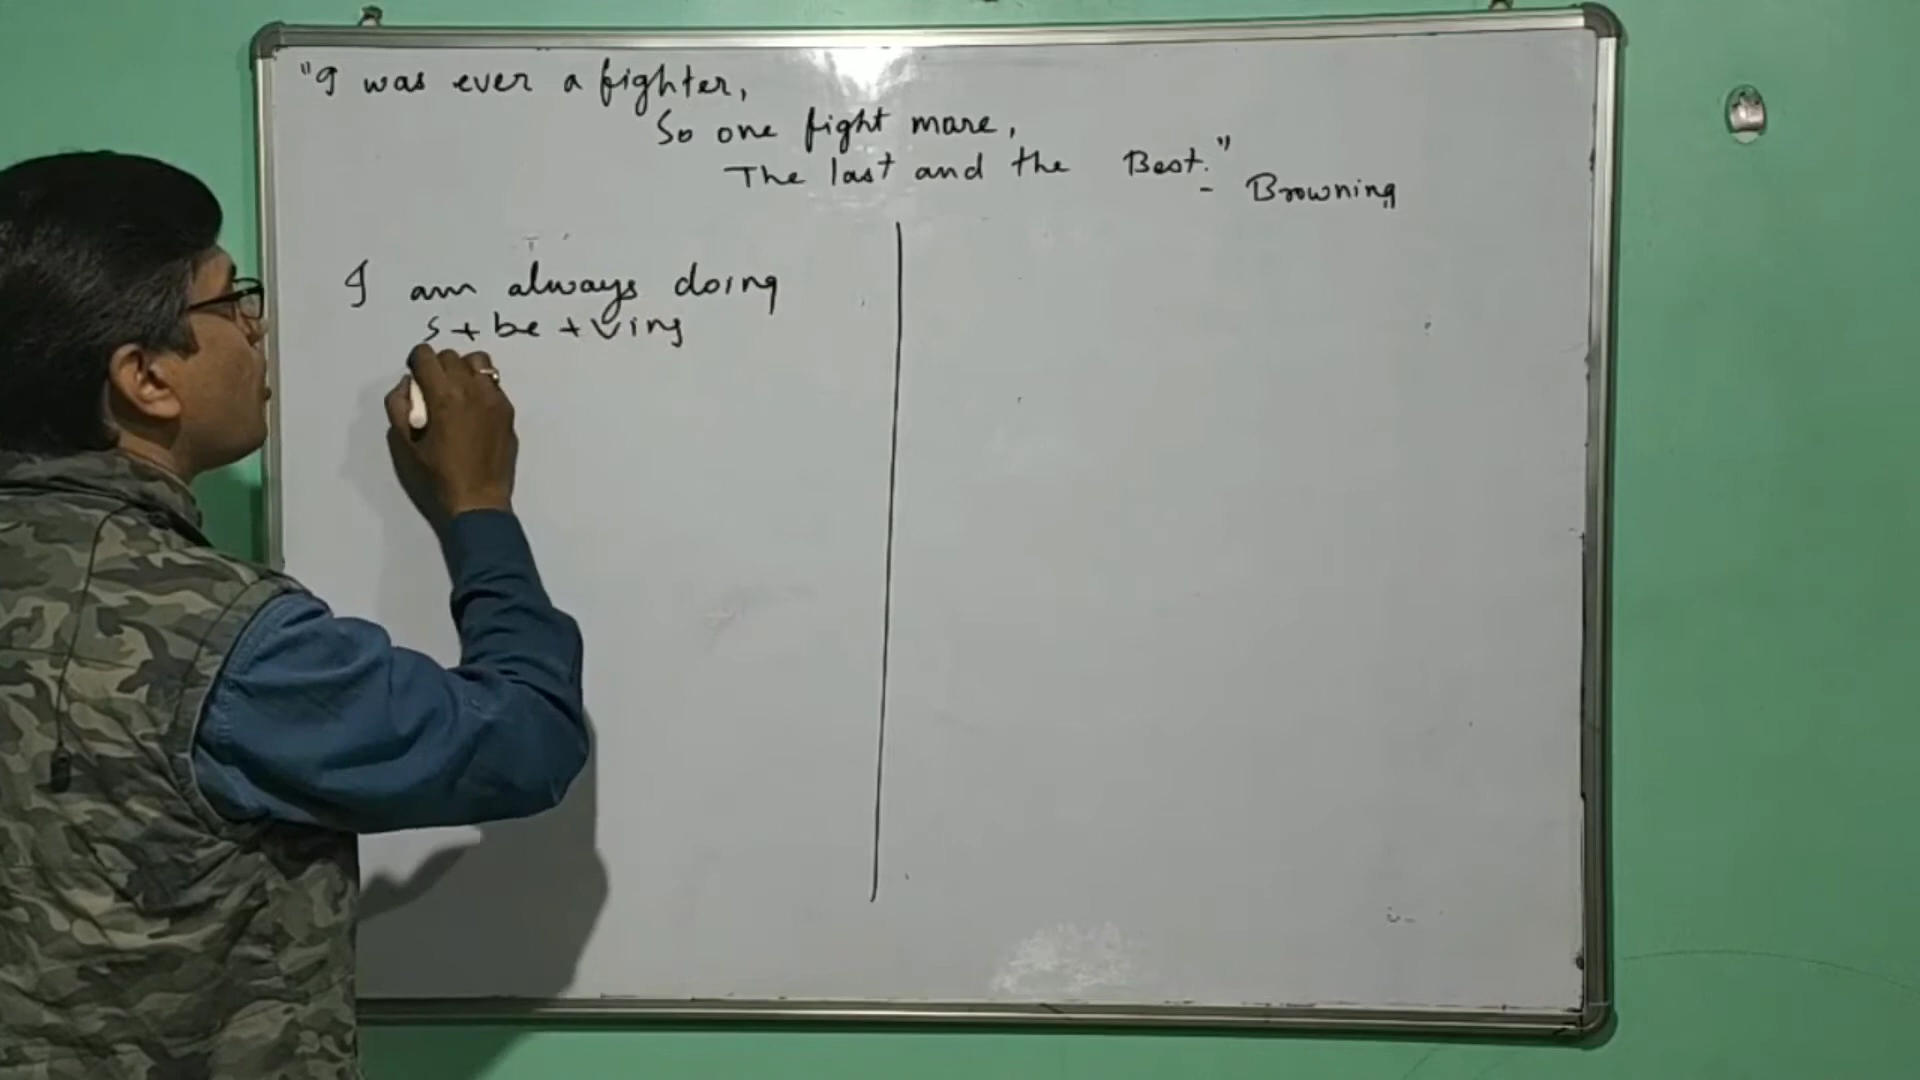 "I was ever a fighter,
So one fight more,
The last and the Best."
- Browning
I am always doing
S + be + Ving